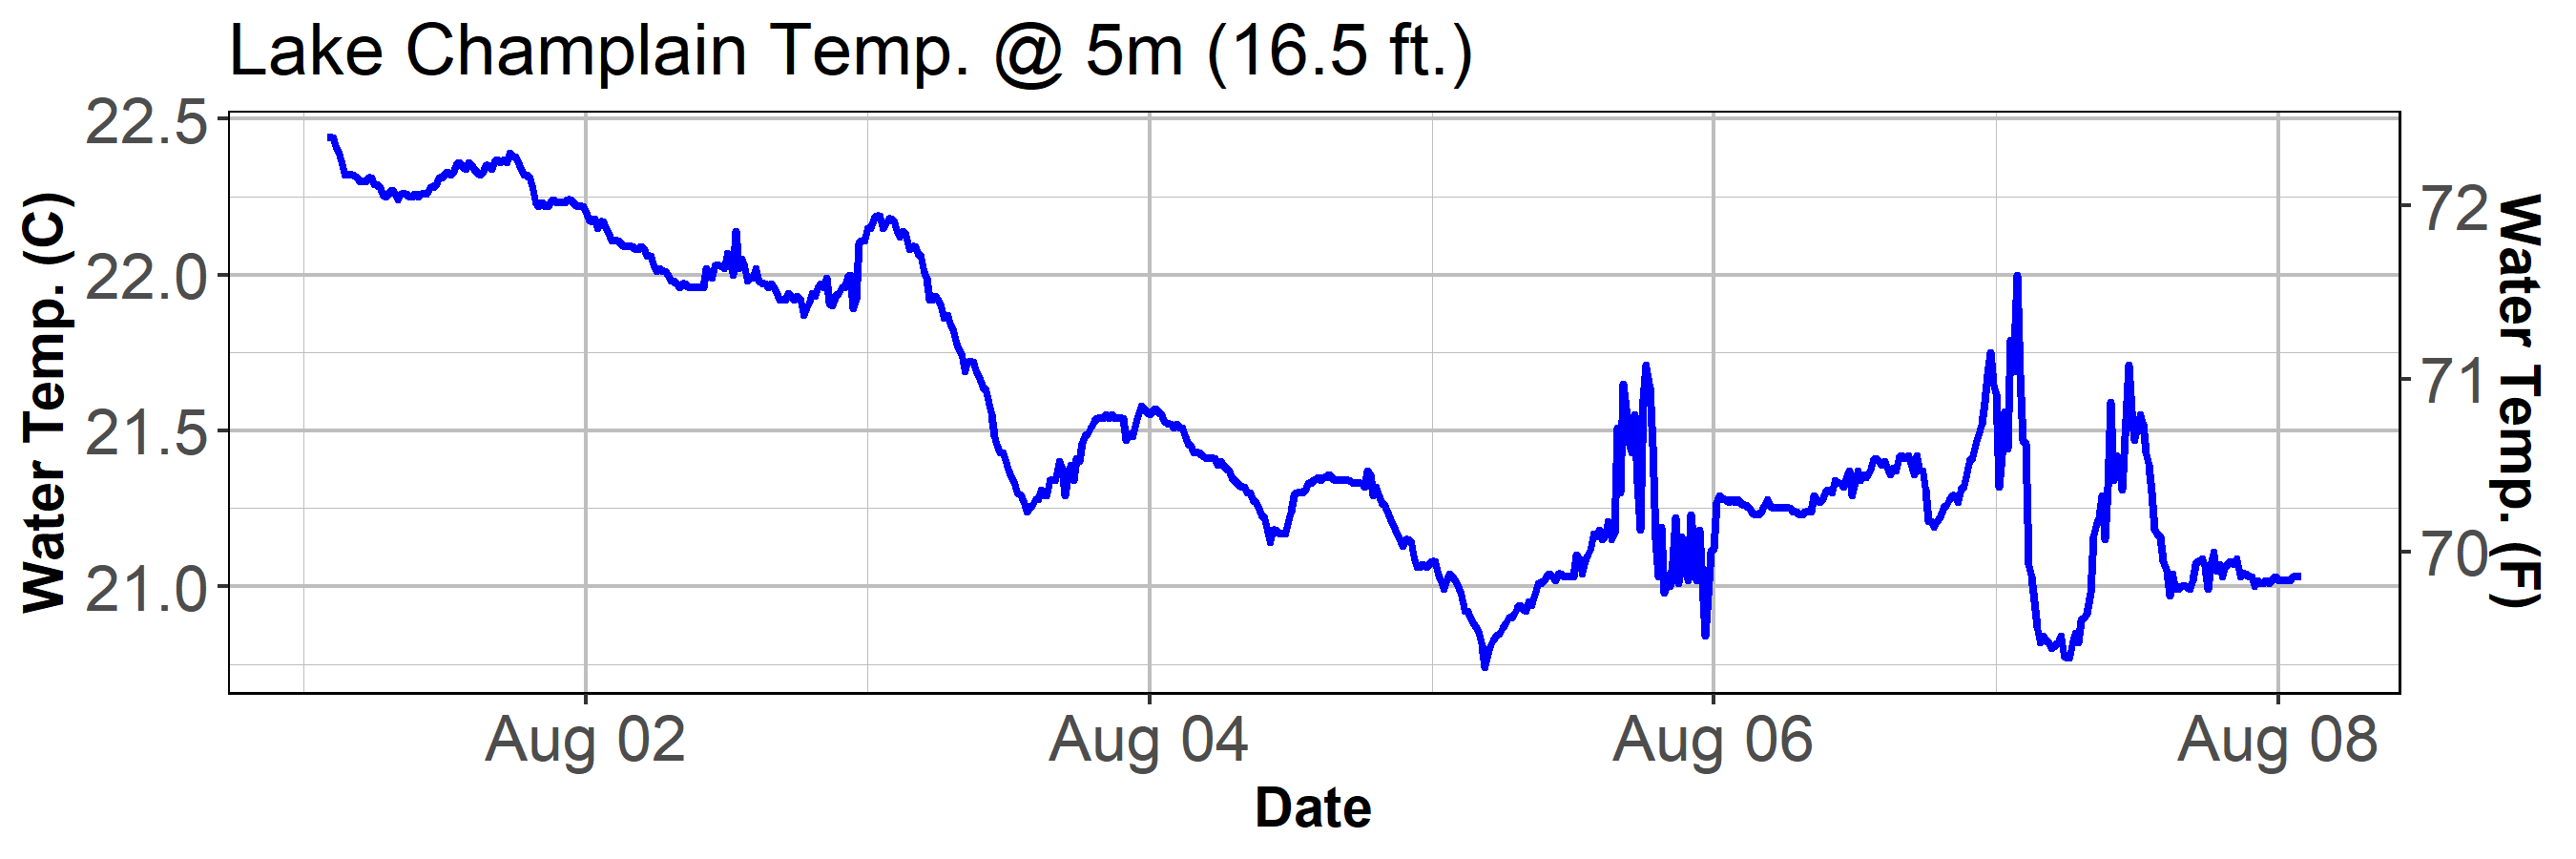 Lake Champlain Temp. @ 5m (16.5 ft.)
Water Temp. (C)
22.5
22.0
21.5
21.0
72
71
70
Water Temp. (F)
Aug 02
Aug 04
Aug 06
Aug 08
Date